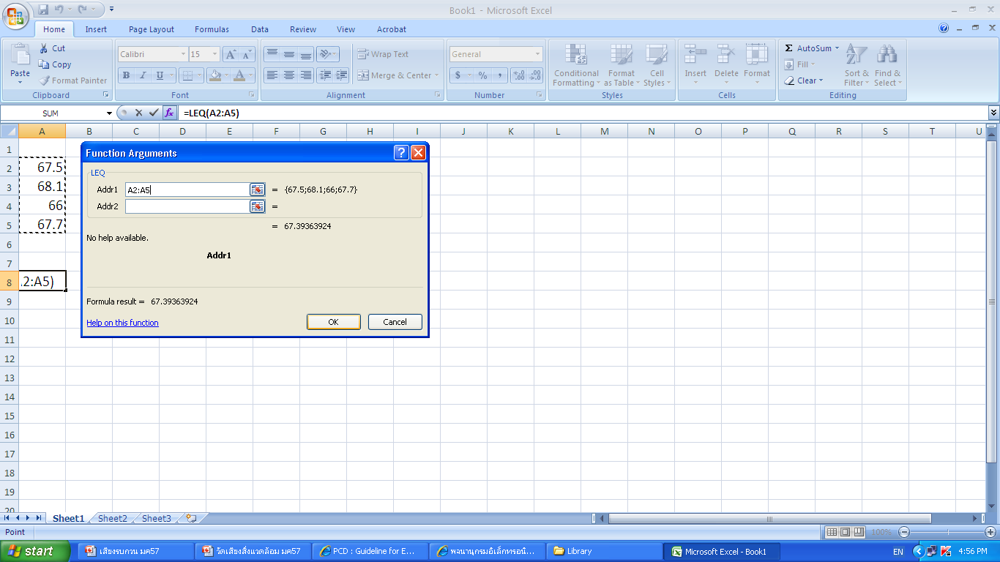 Book1 - Microsoft Excel
Home Insert Page Layout Formulas Data Review View Acrobat
Paste
Cut
Copy
Format Painter
Clipboard
Calibri 15
B I U
Font
Wrap Text
Merge & Center
Alignment
General
$ % ,
Number
Conditional Formatting
Format as Table
Cell Styles
Styles
Insert Delete Format
Cells
Σ AutoSum
Fill
Clear
Sort & Filter
Find & Select
Editing
SUM fx =LEQ(A2:A5)
A B C D E F G H I J K L M N O P Q R S T U
1
2 67.5
3 68.1
4 66
5 67.7
6
7
8 A2:A5)
9
10
11
12
13
14
15
16
17
18
19
20
Function Arguments
LEQ
Addr1 A2:A5 = {67.5;68.1;66;67.7}
Addr2 =
= 67.39363924
No help available.
Addr1
Formula result = 67.39363924
Help on this function
OK Cancel
Sheet1 Sheet2 Sheet3
Point 100%
start
เสียงรบกวน มค57
วัดเสียงสิ่งแวดล้อม มค57
PCD : Guideline for E...
พจนานุกรมอิเล็กทรอนิ...
Library
Microsoft Excel - Book1
EN 4:56 PM